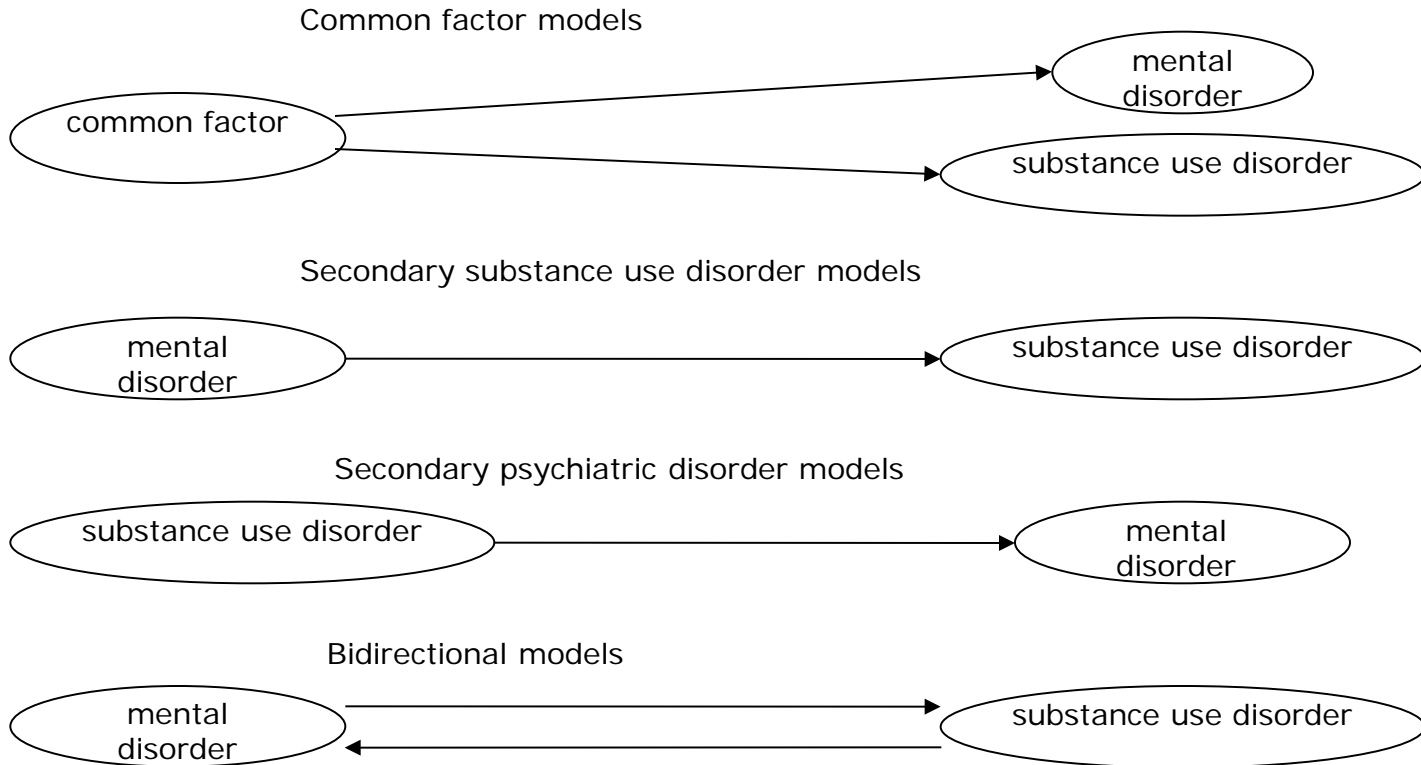 Common factor models
common factor
mental
disorder
substance use disorder
Secondary substance use disorder models
mental
disorder
substance use disorder
Secondary psychiatric disorder models
substance use disorder
mental
disorder
Bidirectional models
mental
disorder
substance use disorder